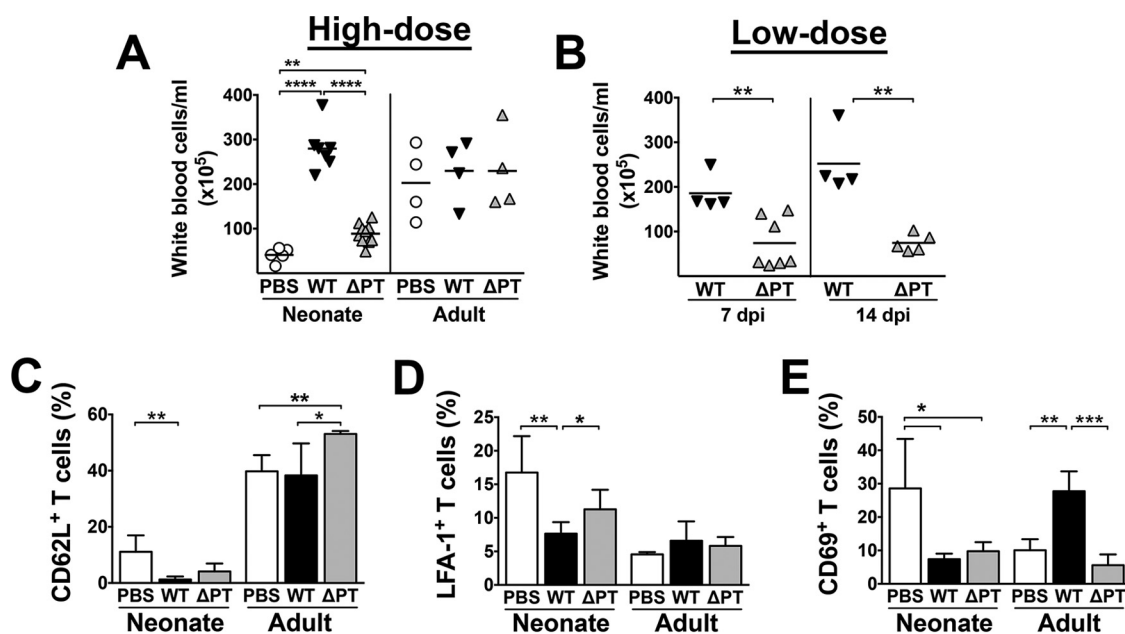 High-dose
Low-dose
A
White blood cells/ml
(x10⁵)
400
300
200
100
**
**** ****
PBS WT ΔPT PBS WT ΔPT
Neonate Adult
B
White blood cells/ml
(x10⁵)
400
300
200
100
** **
WT ΔPT WT ΔPT
7 dpi 14 dpi
C
CD62L⁺ T cells (%)
60
40
20
0
**
**
*
PBS WT ΔPT PBS WT ΔPT
Neonate Adult
D
LFA-1⁺ T cells (%)
25
20
15
10
5
0
** *
PBS WT ΔPT PBS WT ΔPT
Neonate Adult
E
CD69⁺ T cells (%)
50
40
30
20
10
0
*
** ***
PBS WT ΔPT PBS WT ΔPT
Neonate Adult